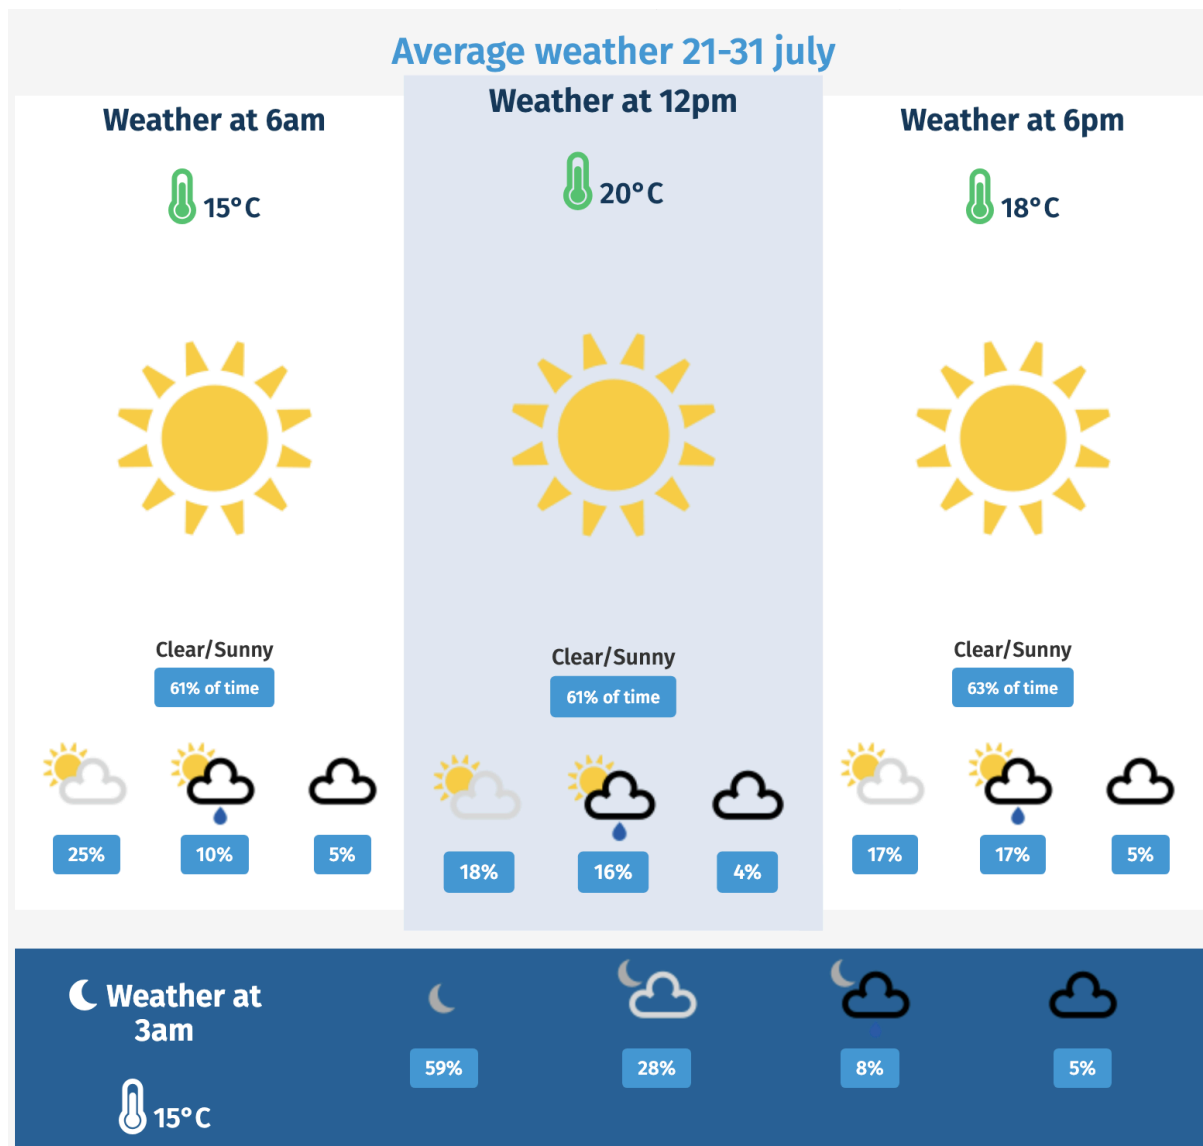 Average weather 21-31 july
Weather at 6am
15°C
Clear/Sunny
61% of time
25% 10% 5%
Weather at 12pm
20°C
Clear/Sunny
61% of time
18% 16% 4%
Weather at 6pm
18°C
Clear/Sunny
63% of time
17% 17% 5%
Weather at
3am
15°C
59% 28% 8% 5%